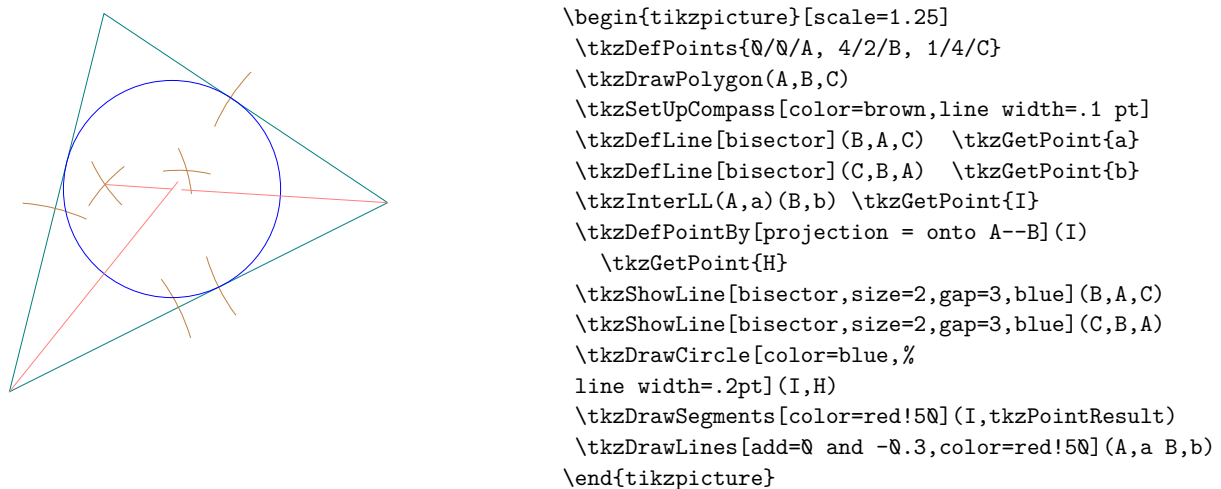 \begin{tikzpicture}[scale=1.25]
\tkzDefPoints{0/0/A, 4/2/B, 1/4/C}
\tkzDrawPolygon(A,B,C)
\tkzSetUpCompass[color=brown,line width=.1 pt]
\tkzDefLine[bisector](B,A,C)  \tkzGetPoint{a}
\tkzDefLine[bisector](C,B,A)  \tkzGetPoint{b}
\tkzInterLL(A,a)(B,b) \tkzGetPoint{I}
\tkzDefPointBy[projection = onto A--B](I)
\tkzGetPoint{H}
\tkzShowLine[bisector,size=2,gap=3,blue](B,A,C)
\tkzShowLine[bisector,size=2,gap=3,blue](C,B,A)
\tkzDrawCircle[color=blue,%
line width=.2pt](I,H)
\tkzDrawSegments[color=red!50](I,tkzPointResult)
\tkzDrawLines[add=0 and -0.3,color=red!50](A,a B,b)
\end{tikzpicture}